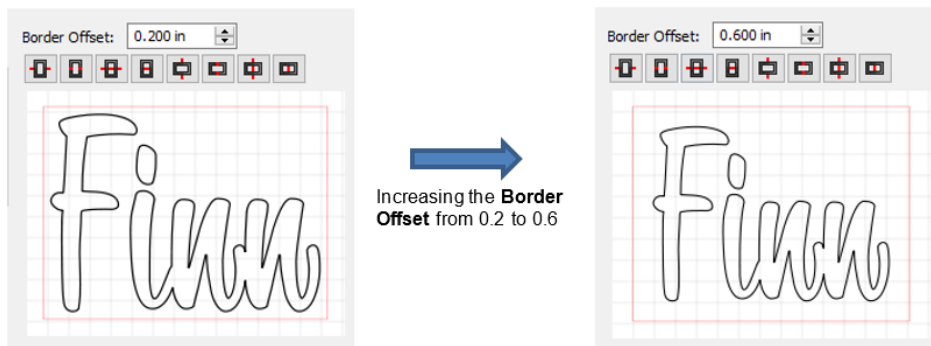 Border Offset: 0.200 in
Finn
Increasing the Border
Offset from 0.2 to 0.6
Border Offset: 0.600 in
Finn